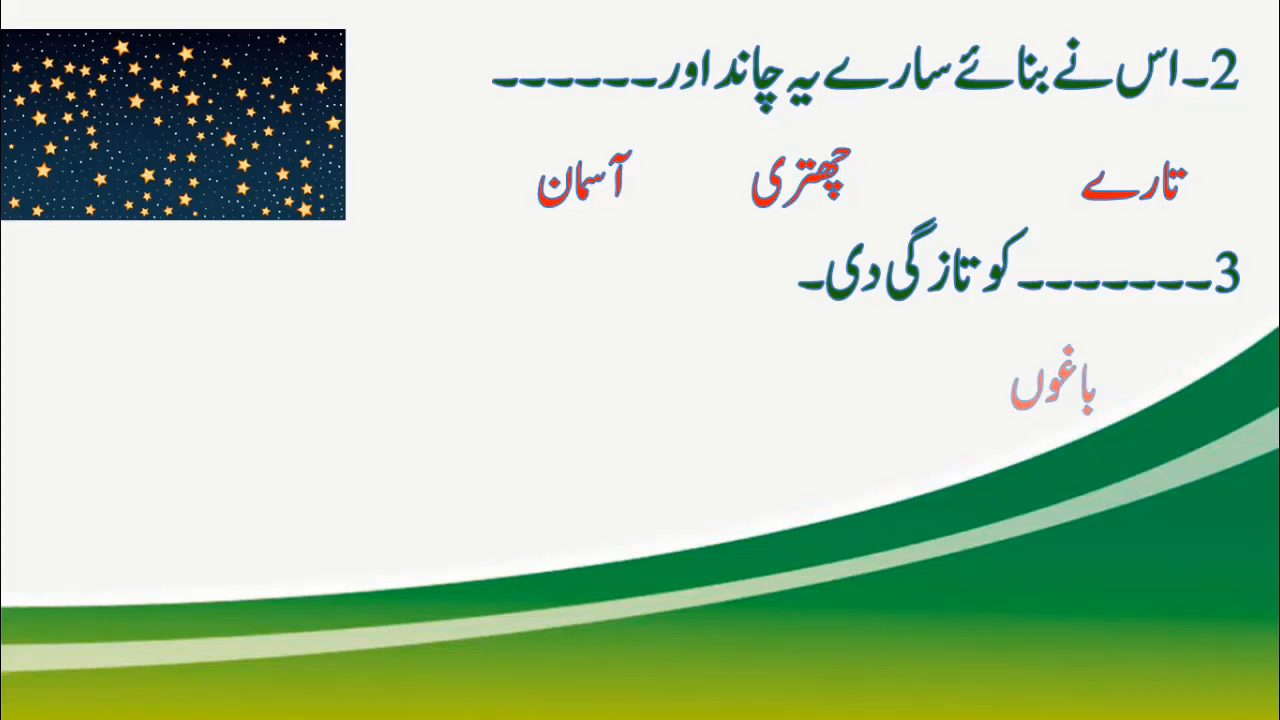 2۔اس نے بنائے سارے یہ چاند اور۔۔۔۔۔۔
تارے چھتری آسمان
3۔۔۔۔۔۔۔ کو تازگی دی۔
باغوں